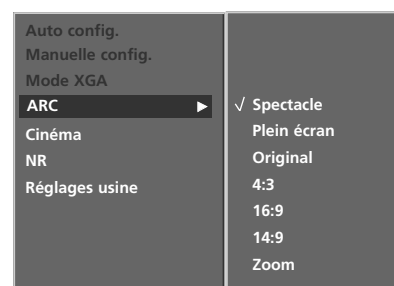 Auto config.
Manuelle config.
Mode XGA
ARC
Cinéma
NR
Réglages usine
Spectacle
Plein écran
Original
4:3
16:9
14:9
Zoom